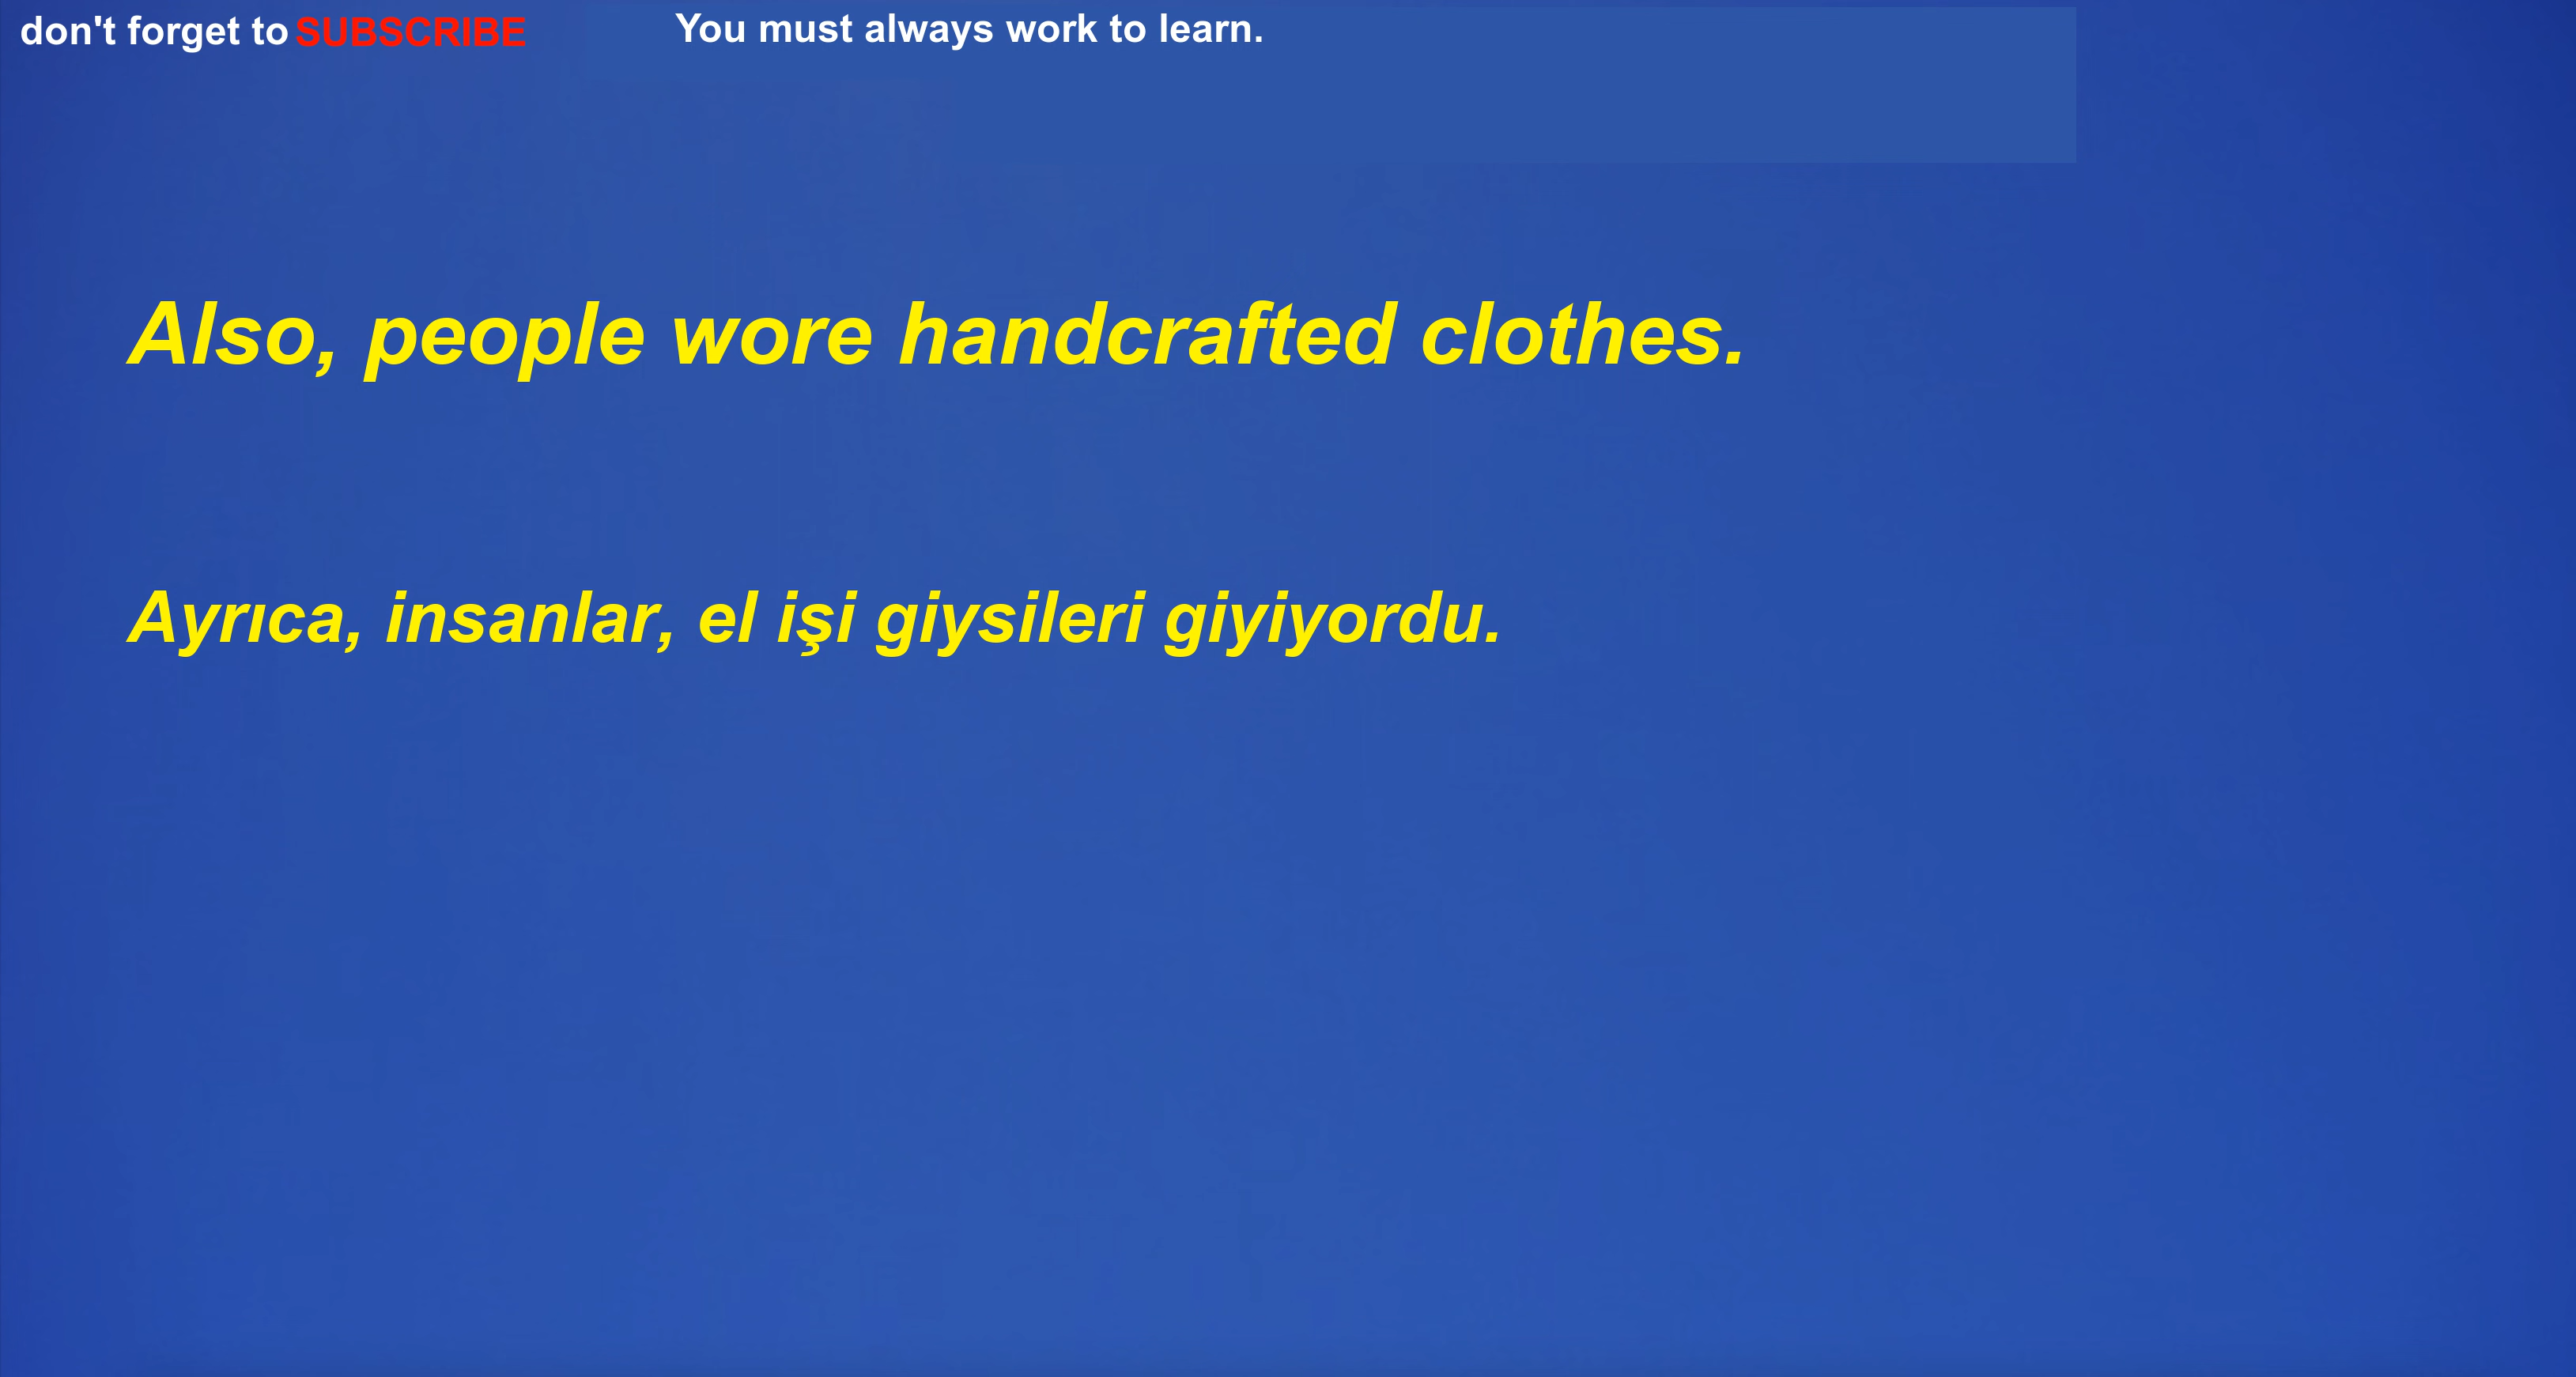 don't forget to SUBSCRIBE You must always work to learn.
Also, people wore handcrafted clothes.
Ayrıca, insanlar, el işi giysileri giyiyordu.